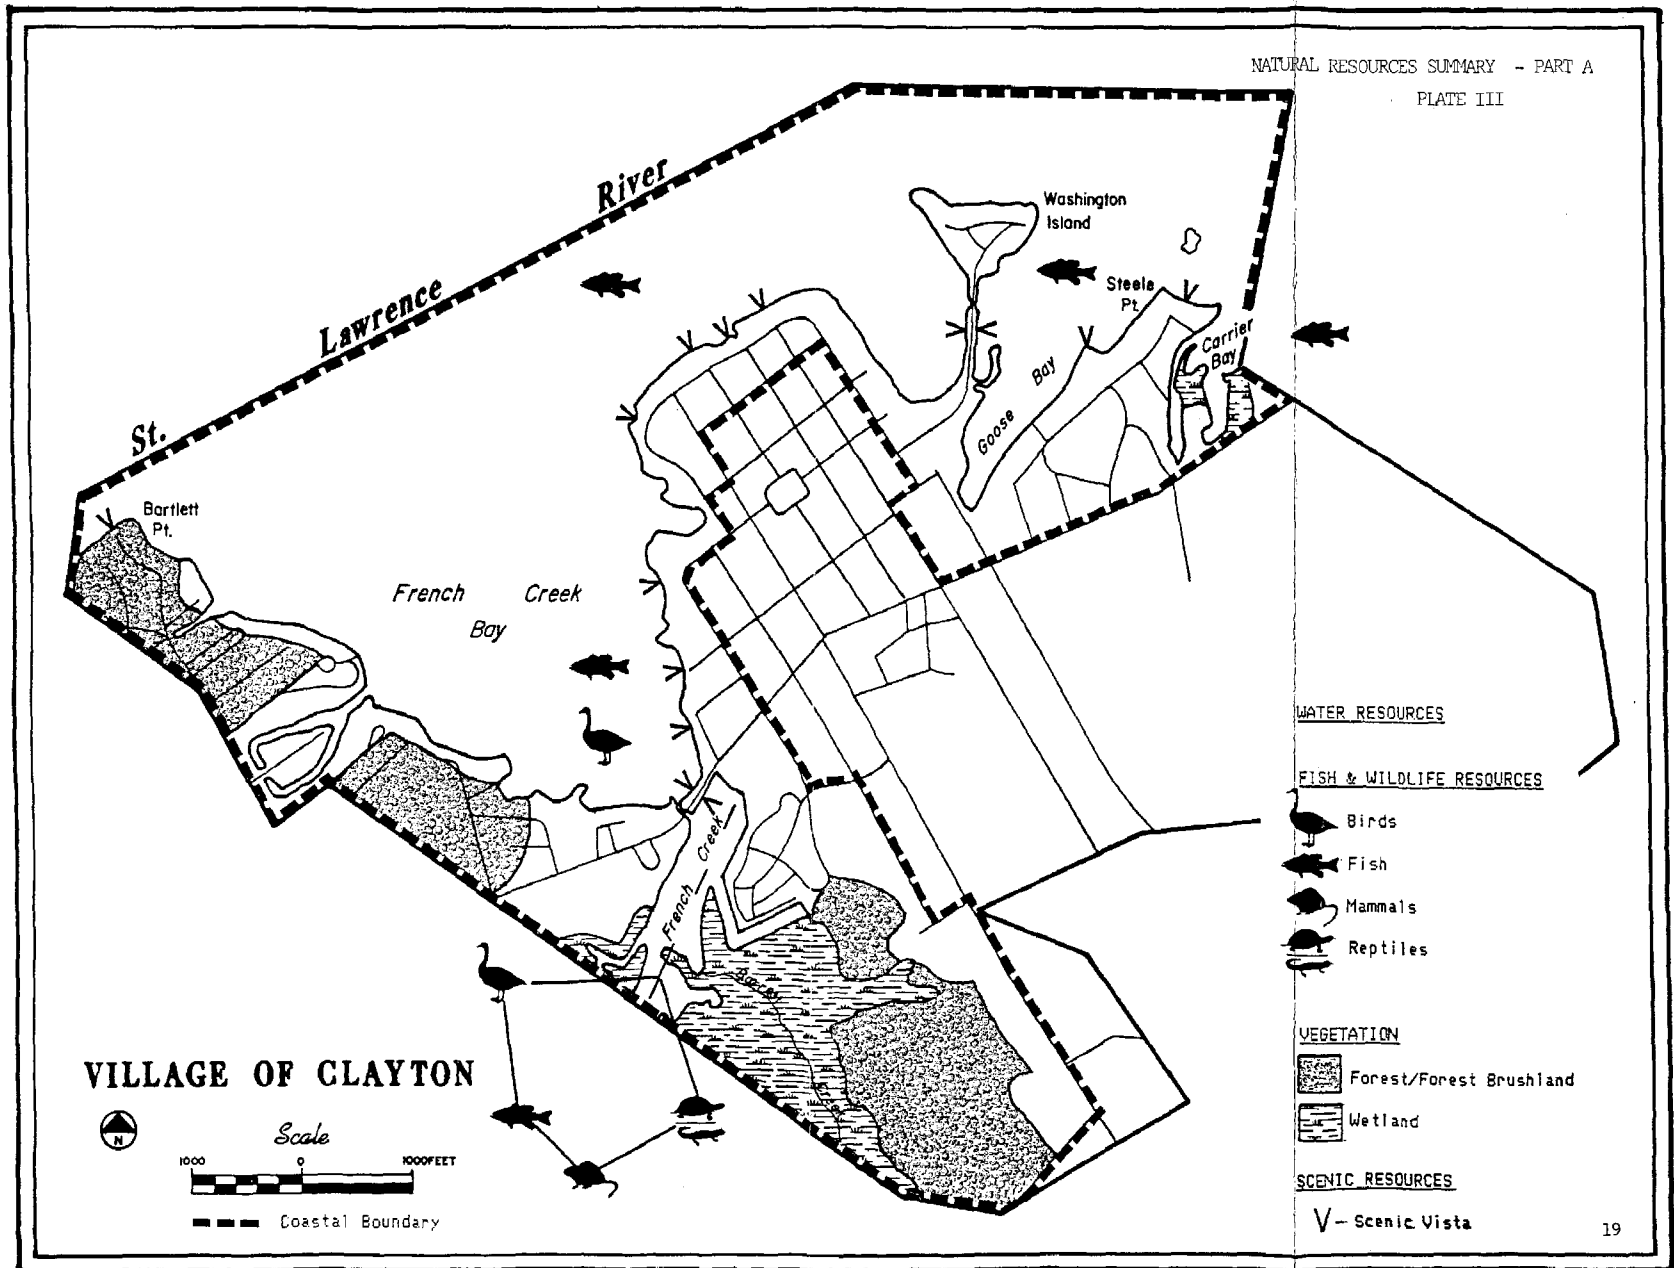 NATURAL RESOURCES SUMMARY - PART A
PLATE III
St. Lawrence River
Washington
Island
Steele
Pt.
Carrier
Bay
Goose Bay
Bartlett
Pt.
French Creek
Bay
French Creek
WATER RESOURCES
FISH & WILDLIFE RESOURCES
Birds
Fish
Mammals
Reptiles
VEGETATION
Forest/Forest Brushland
Wetland
SCENIC RESOURCES
V - Scenic Vista
VILLAGE OF CLAYTON
N
Scale
1000 0 1000FEET
Coastal Boundary
19